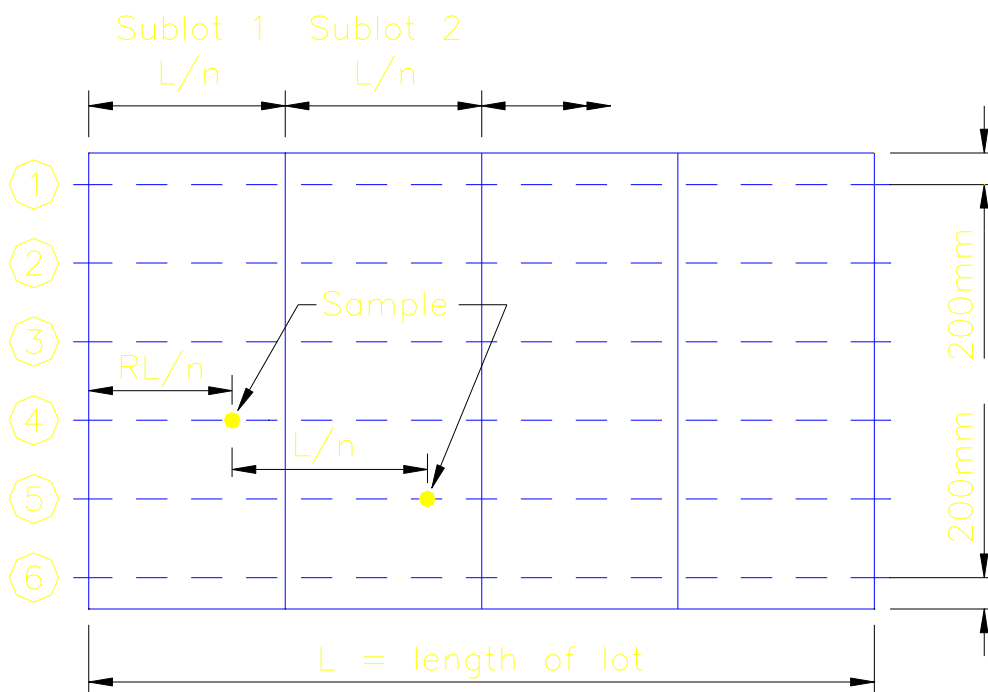 Sublot 1 Sublot 2
L/n L/n
1
2
200mm
Sample
3
RL/n
4
L/n
5
200mm
6
L = length of lot